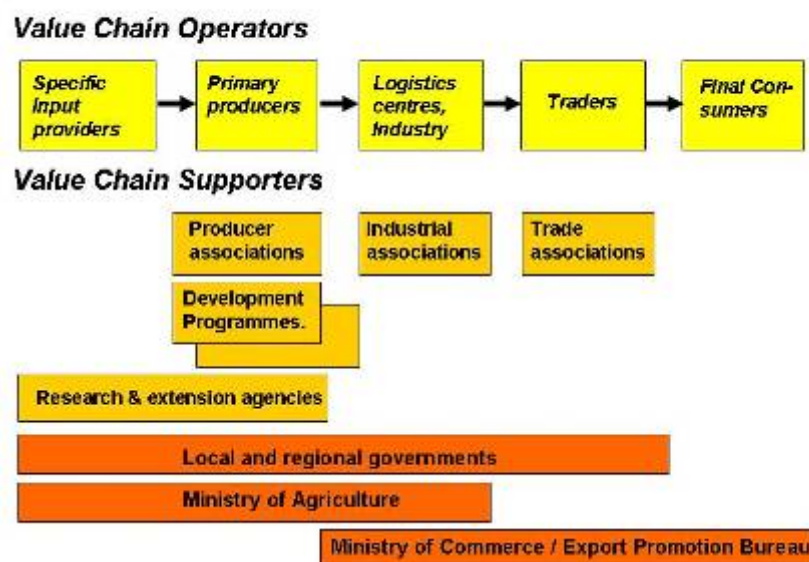 Value Chain Operators
Specific
Input
providers
Primary
producers
Logistics
centres,
Industry
Traders
Final Con-
sumers
Value Chain Supporters
Producer
associations
Industrial
associations
Trade
associations
Development
Programmes.
Research & extension agencies
Local and regional governments
Ministry of Agriculture
Ministry of Commerce / Export Promotion Bureau